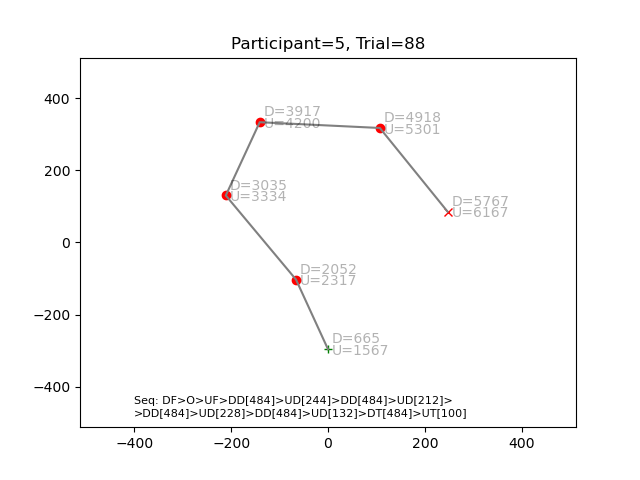 Participant=5, Trial=88
400
200
0
−200
−400
D=3917
U=4200
D=4918
U=5301
D=3035
U=3334
D=5767
U=6167
D=2052
U=2317
D=665
U=1567
Seq: DF>O>UF>DD[484]>UD[244]>DD[484]>UD[212]>
>DD[484]>UD[228]>DD[484]>UD[132]>DT[484]>UT[100]
−400 −200 0 200 400